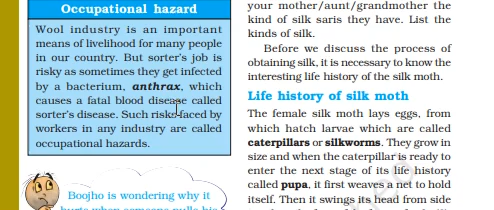 Occupational hazard
Wool industry is an important
means of livelihood for many people
in our country. But sorter's job is
risky as sometimes they get infected
by a bacterium, anthrax, which
causes a fatal blood disease called
sorter's disease. Such risks faced by
workers in any industry are called
occupational hazards.
Boojho is wondering why it
your mother/aunt/grandmother the
kind of silk saris they have. List the
kinds of silk.
Before we discuss the process of
obtaining silk, it is necessary to know the
interesting life history of the silk moth.
Life history of silk moth
The female silk moth lays eggs, from
which hatch larvae which are called
caterpillars or silkworms. They grow in
size and when the caterpillar is ready to
enter the next stage of its life history
called pupa, it first weaves a net to hold
itself. Then it swings its head from side